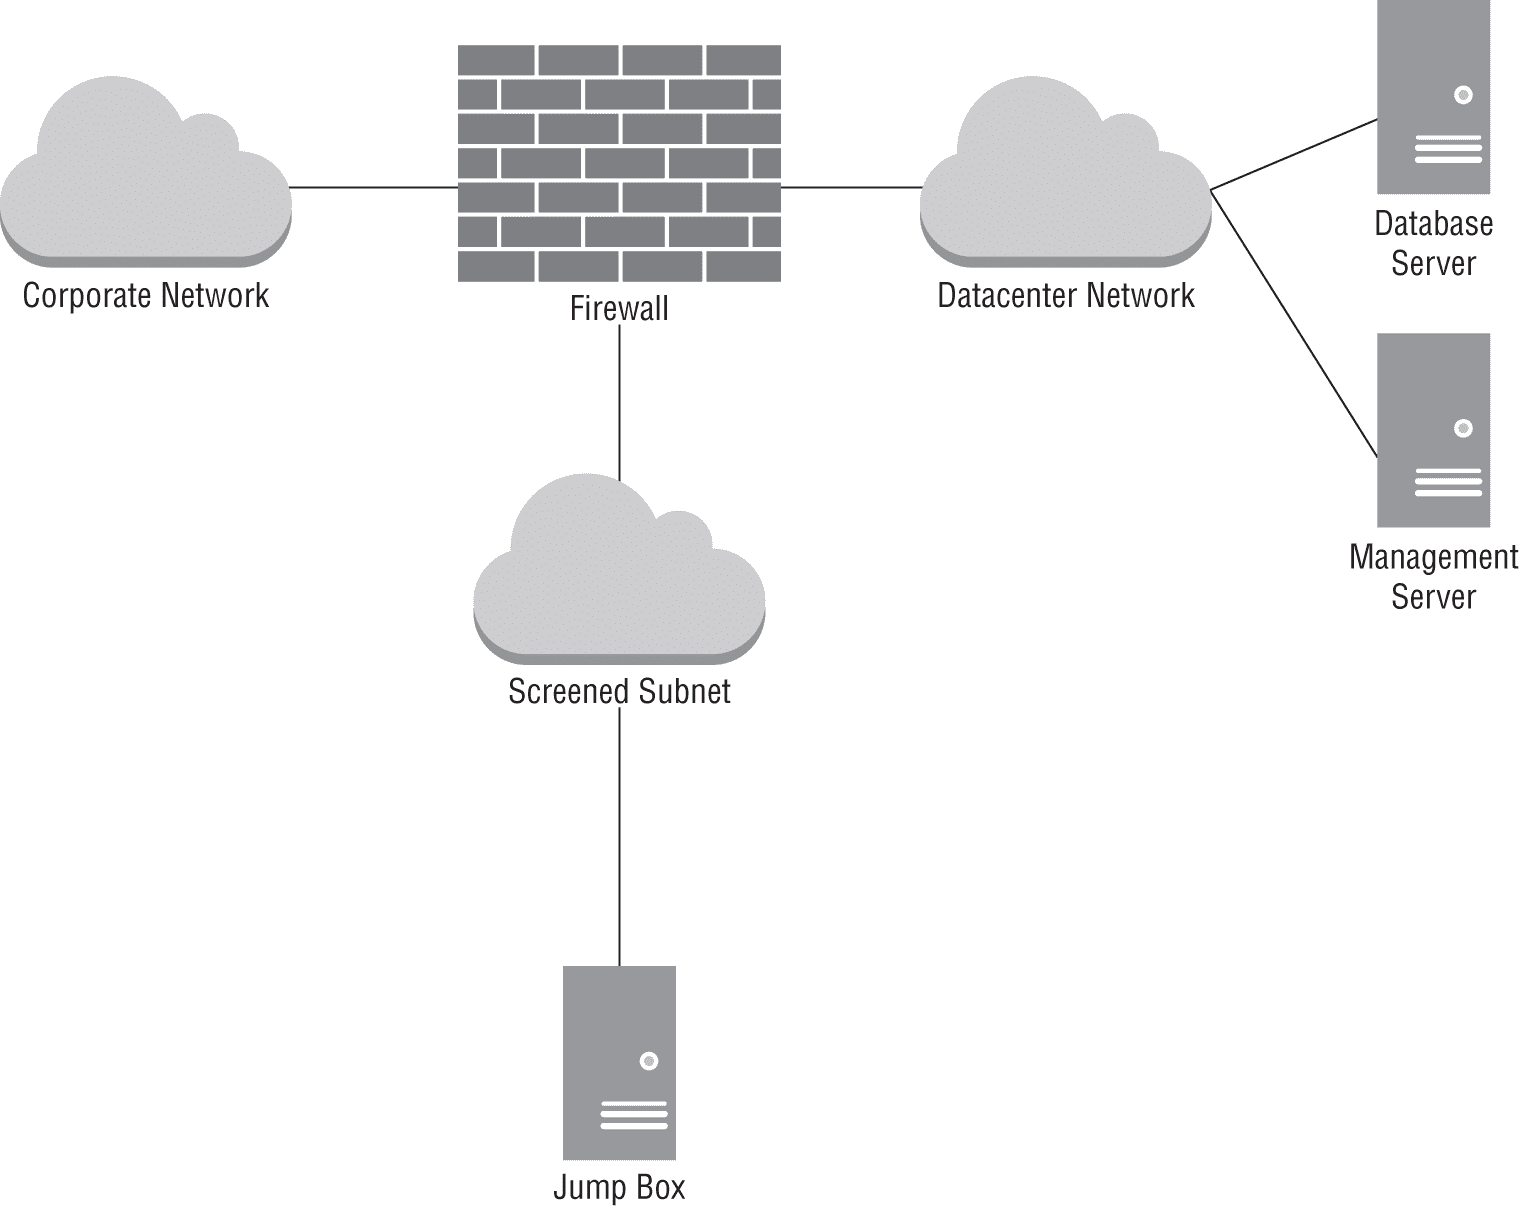 Corporate Network
Firewall
Datacenter Network
Database
Server
Management
Server
Screened Subnet
Jump Box